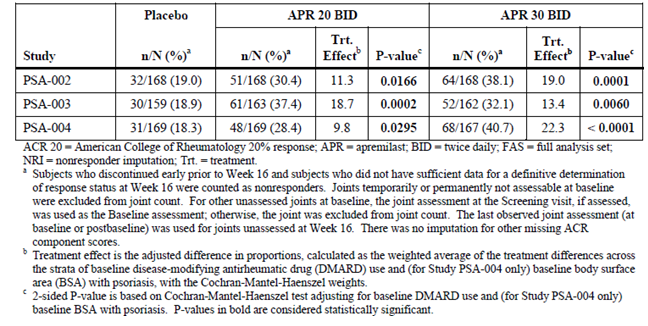 Placebo APR 20 BID APR 30 BID
Study n/N (%)a n/N (%)a Trt. Effectb P-valuec n/N (%)a Trt. Effectb P-valuec
PSA-002 32/168 (19.0) 51/168 (30.4) 11.3 0.0166 64/168 (38.1) 19.0 0.0001
PSA-003 30/159 (18.9) 61/163 (37.4) 18.7 0.0002 52/162 (32.1) 13.4 0.0060
PSA-004 31/169 (18.3) 48/169 (28.4) 9.8 0.0295 68/167 (40.7) 22.3 < 0.0001
ACR 20 = American College of Rheumatology 20% response; APR = apremilast; BID = twice daily; FAS = full analysis set;
NRI = nonresponder imputation; Trt. = treatment.
a Subjects who discontinued early prior to Week 16 and subjects who did not have sufficient data for a definitive determination
of response status at Week 16 were counted as nonresponders. Joints temporarily or permanently not assessable at baseline
were excluded from joint count. For other unassessed joints at baseline, the joint assessment at the Screening visit, if assessed,
was used as the Baseline assessment; otherwise, the joint was excluded from joint count. The last observed joint assessment (at
baseline or postbaseline) was used for joints unassessed at Week 16. There was no imputation for other missing ACR
component scores.
b Treatment effect is the adjusted difference in proportions, calculated as the weighted average of the treatment differences across
the strata of baseline disease-modifying antirheumatic drug (DMARD) use and (for Study PSA-004 only) baseline body surface
area (BSA) with psoriasis, with the Cochran-Mantel-Haenszel weights.
c 2-sided P-value is based on Cochran-Mantel-Haenszel test adjusting for baseline DMARD use and (for Study PSA-004 only)
baseline BSA with psoriasis. P-values in bold are considered statistically significant.